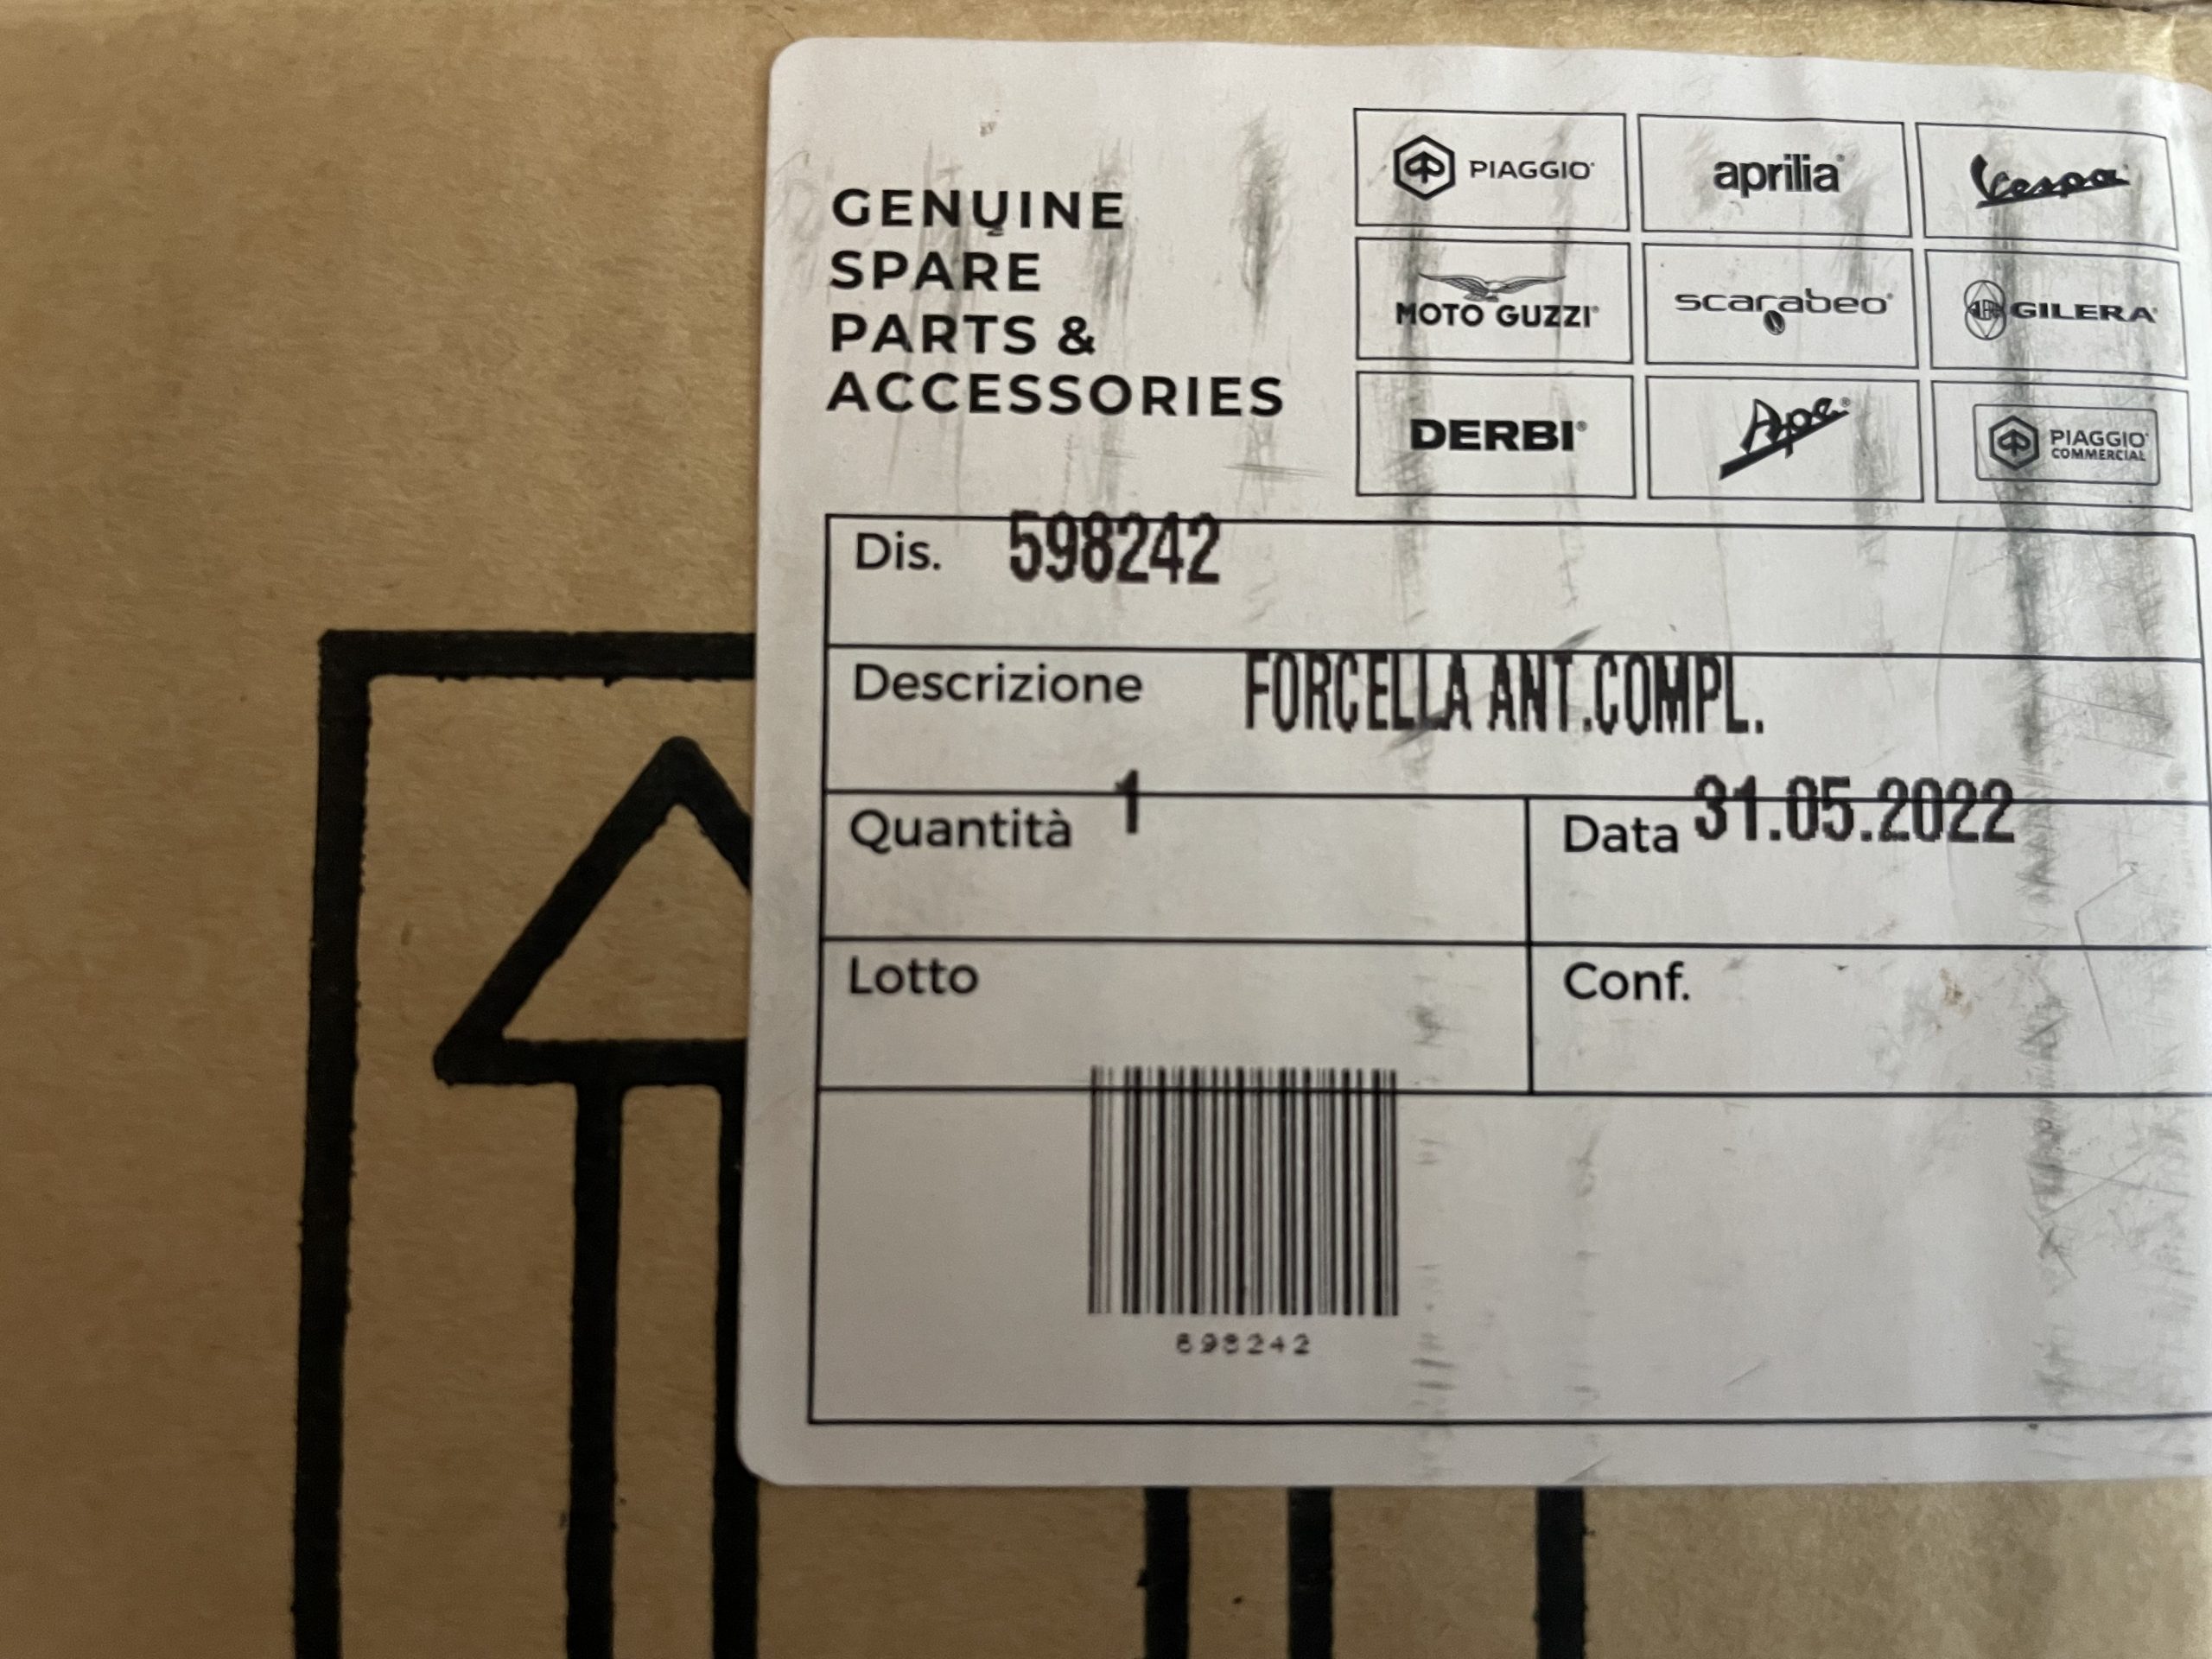 GENUINE
SPARE
PARTS &
ACCESSORIES
PIAGGIO® aprilia® Vespa®
MOTO GUZZI® scarabeo® GILERA®
DERBI® Ape® PIAGGIO®
COMMERCIAL
Dis. 598242
Descrizione FORCELLA ANT.COMPL.
Quantità 1 Data 31.05.2022
Lotto Conf.
598242